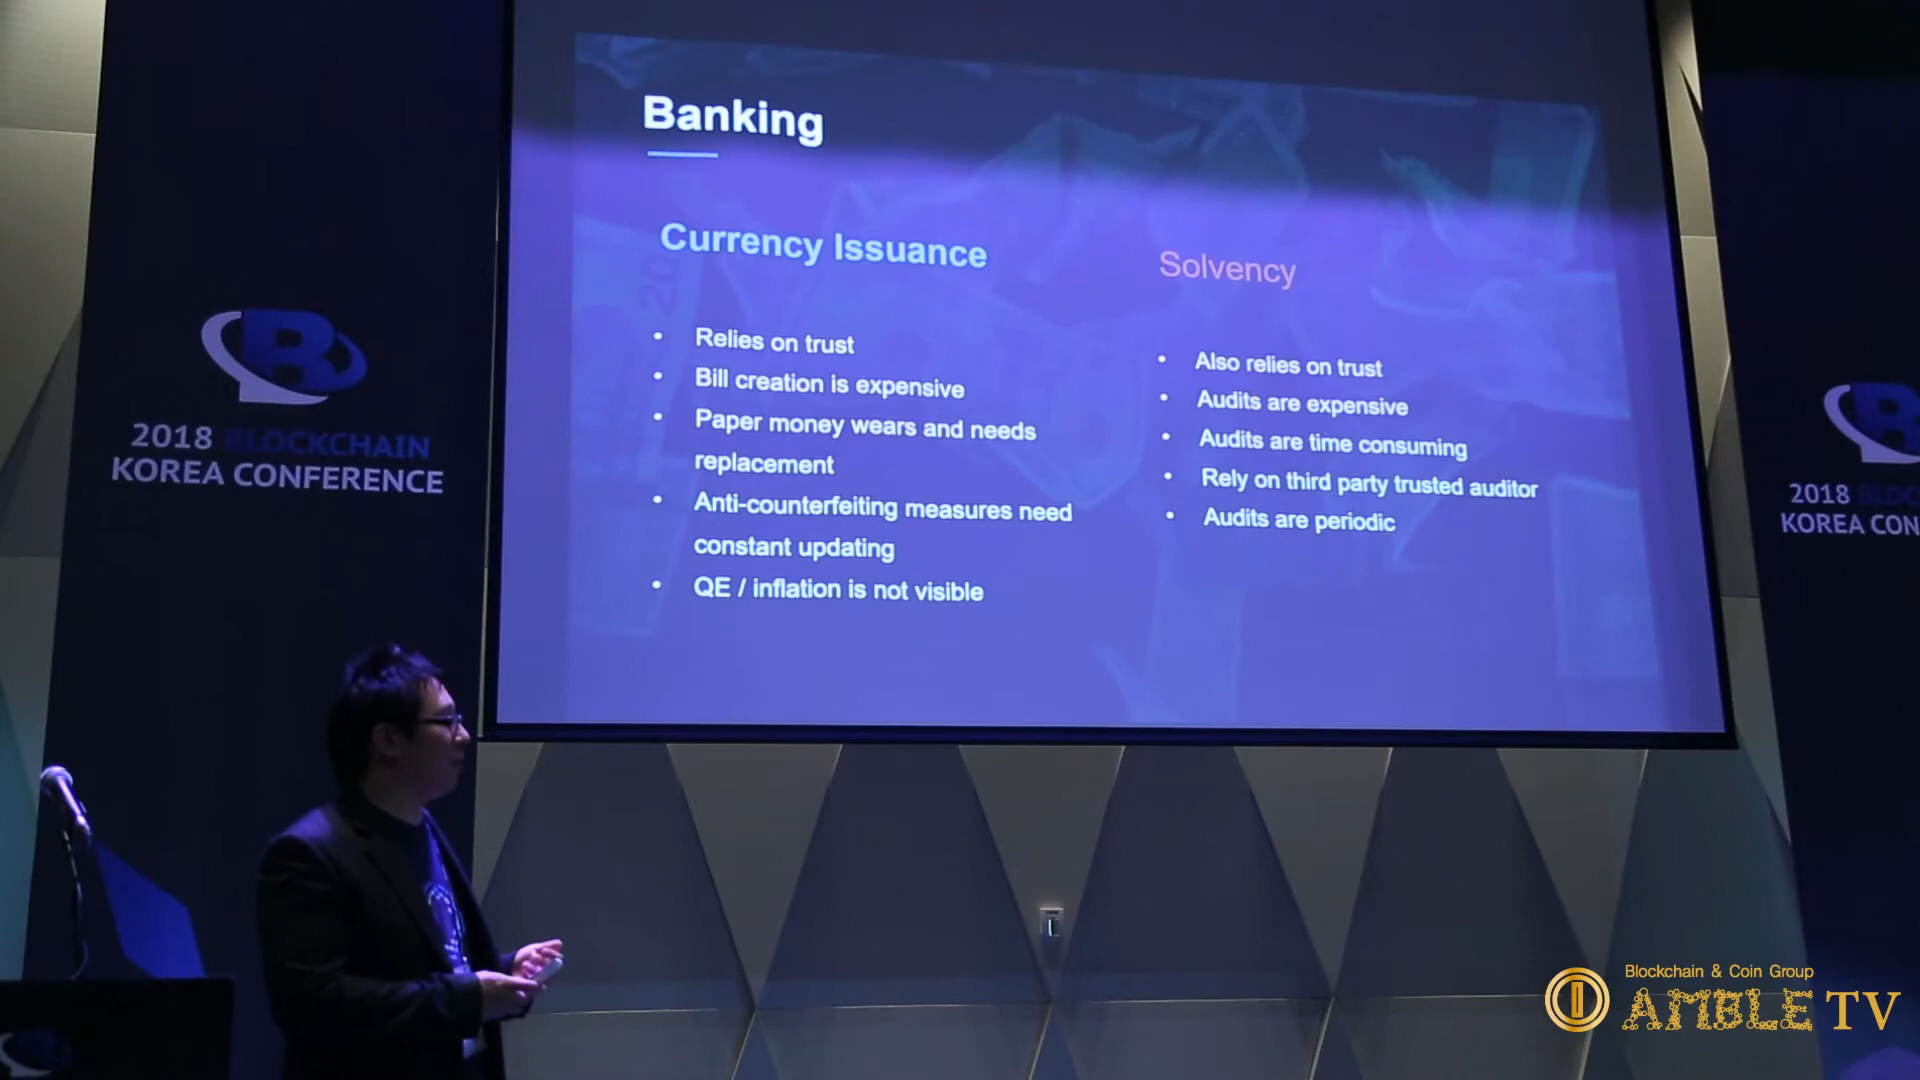 Banking
Currency Issuance
• Relies on trust
• Bill creation is expensive
• Paper money wears and needs
replacement
• Anti-counterfeiting measures need
constant updating
• QE / inflation is not visible
Solvency
• Also relies on trust
• Audits are expensive
• Audits are time consuming
• Rely on third party trusted auditor
• Audits are periodic
B
2018 BLOCKCHAIN
KOREA CONFERENCE
2018 BLOC
KOREA CON
Blockchain & Coin Group
AMBLE TV